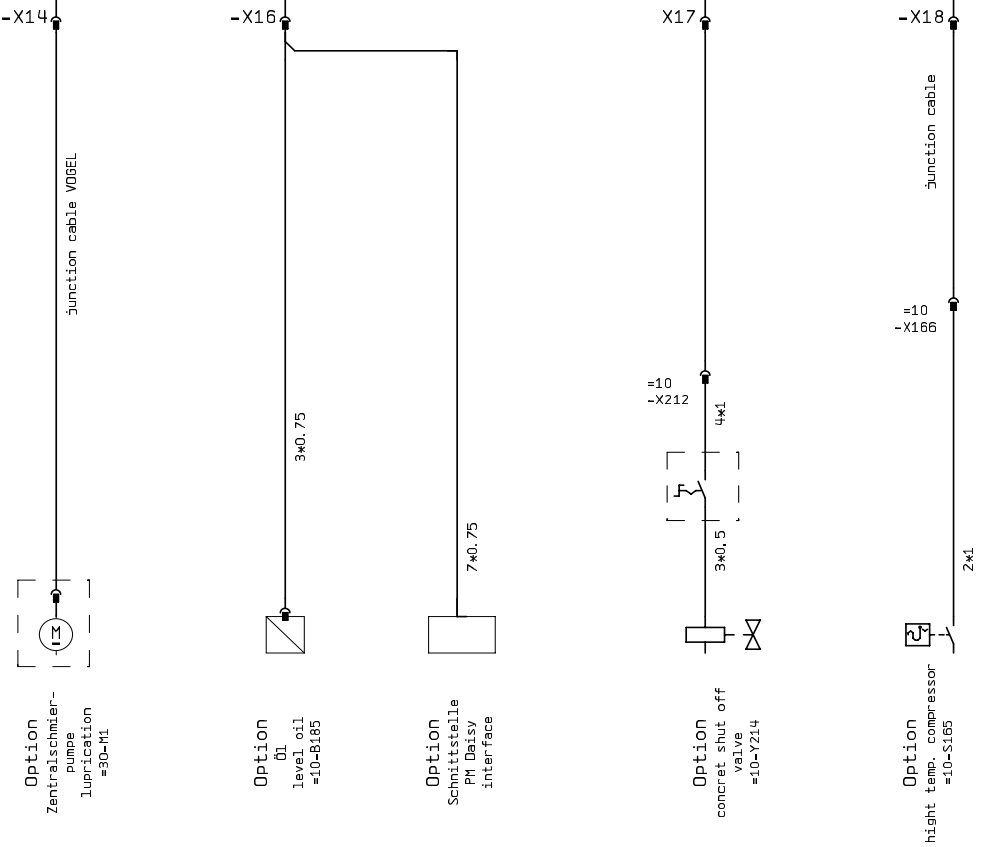 -X14
-X16
X17
-X18
junction cable VOGEL
junction cable
=10
-X166
=10
-X212
4*1
3*0.75
7*0.75
3*0,5
2*1
M
Option
Zentralschmier-
pumpe
luprication
=30-M1
Option
Öl
level oil
=10-B185
Option
Schnittstelle
PM Daisy
interface
Option
concret shut off
valve
=10-Y214
Option
hight temp. compressor
=10-S165